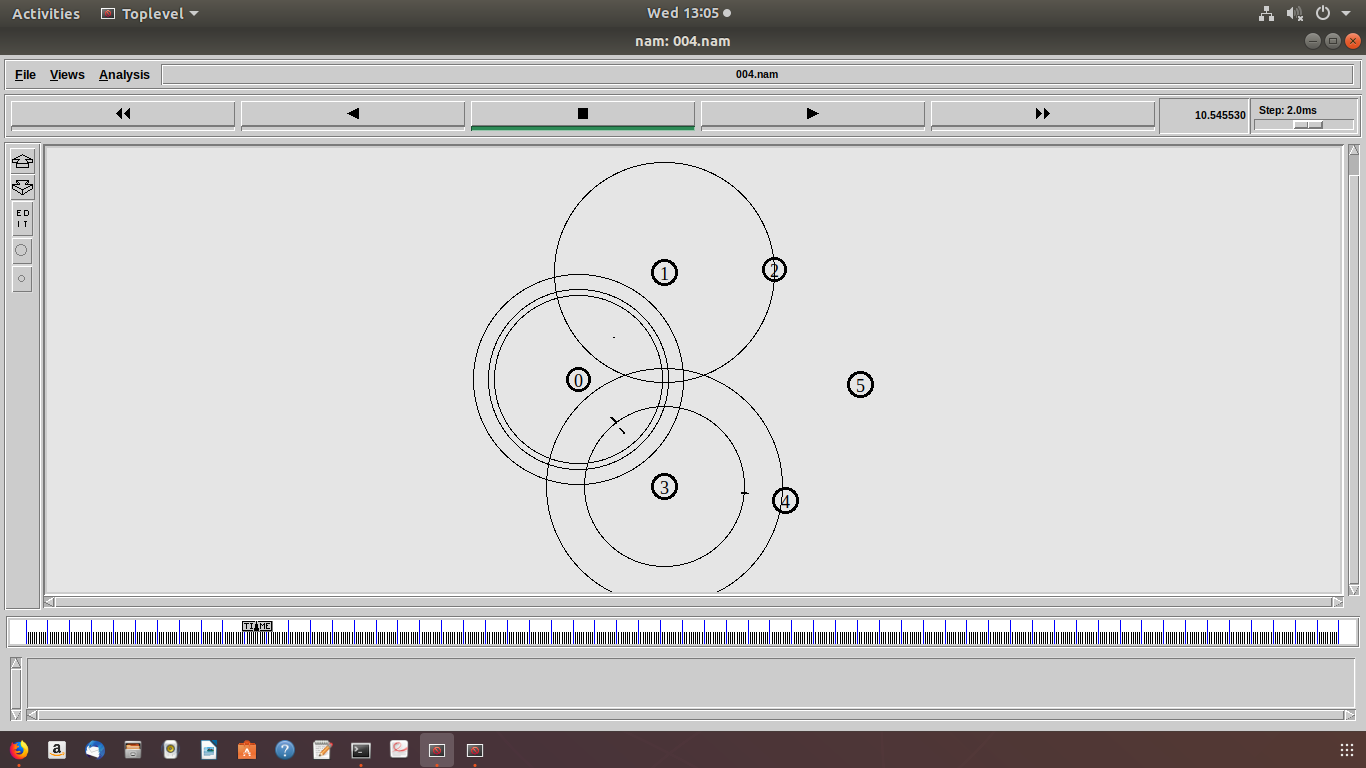 Activities Toplevel Wed 13:05
nam: 004.nam
File Views Analysis 004.nam
10.545530 Step: 2.0ms
ED
IT
1
2
0
5
3
4
TIME